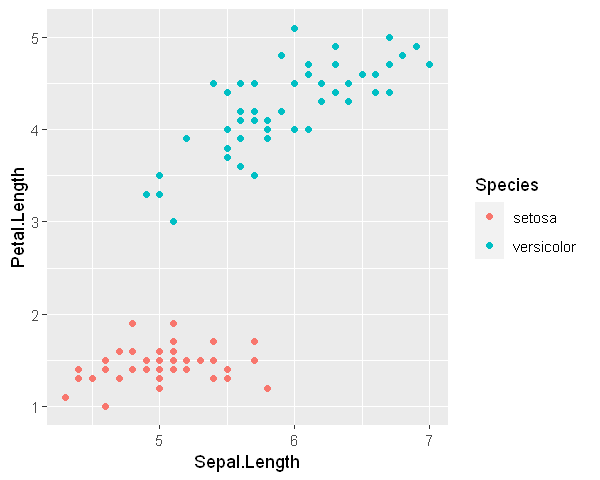 5
4
3
2
1
Petal.Length
5 6 7
Sepal.Length
Species
setosa
versicolor